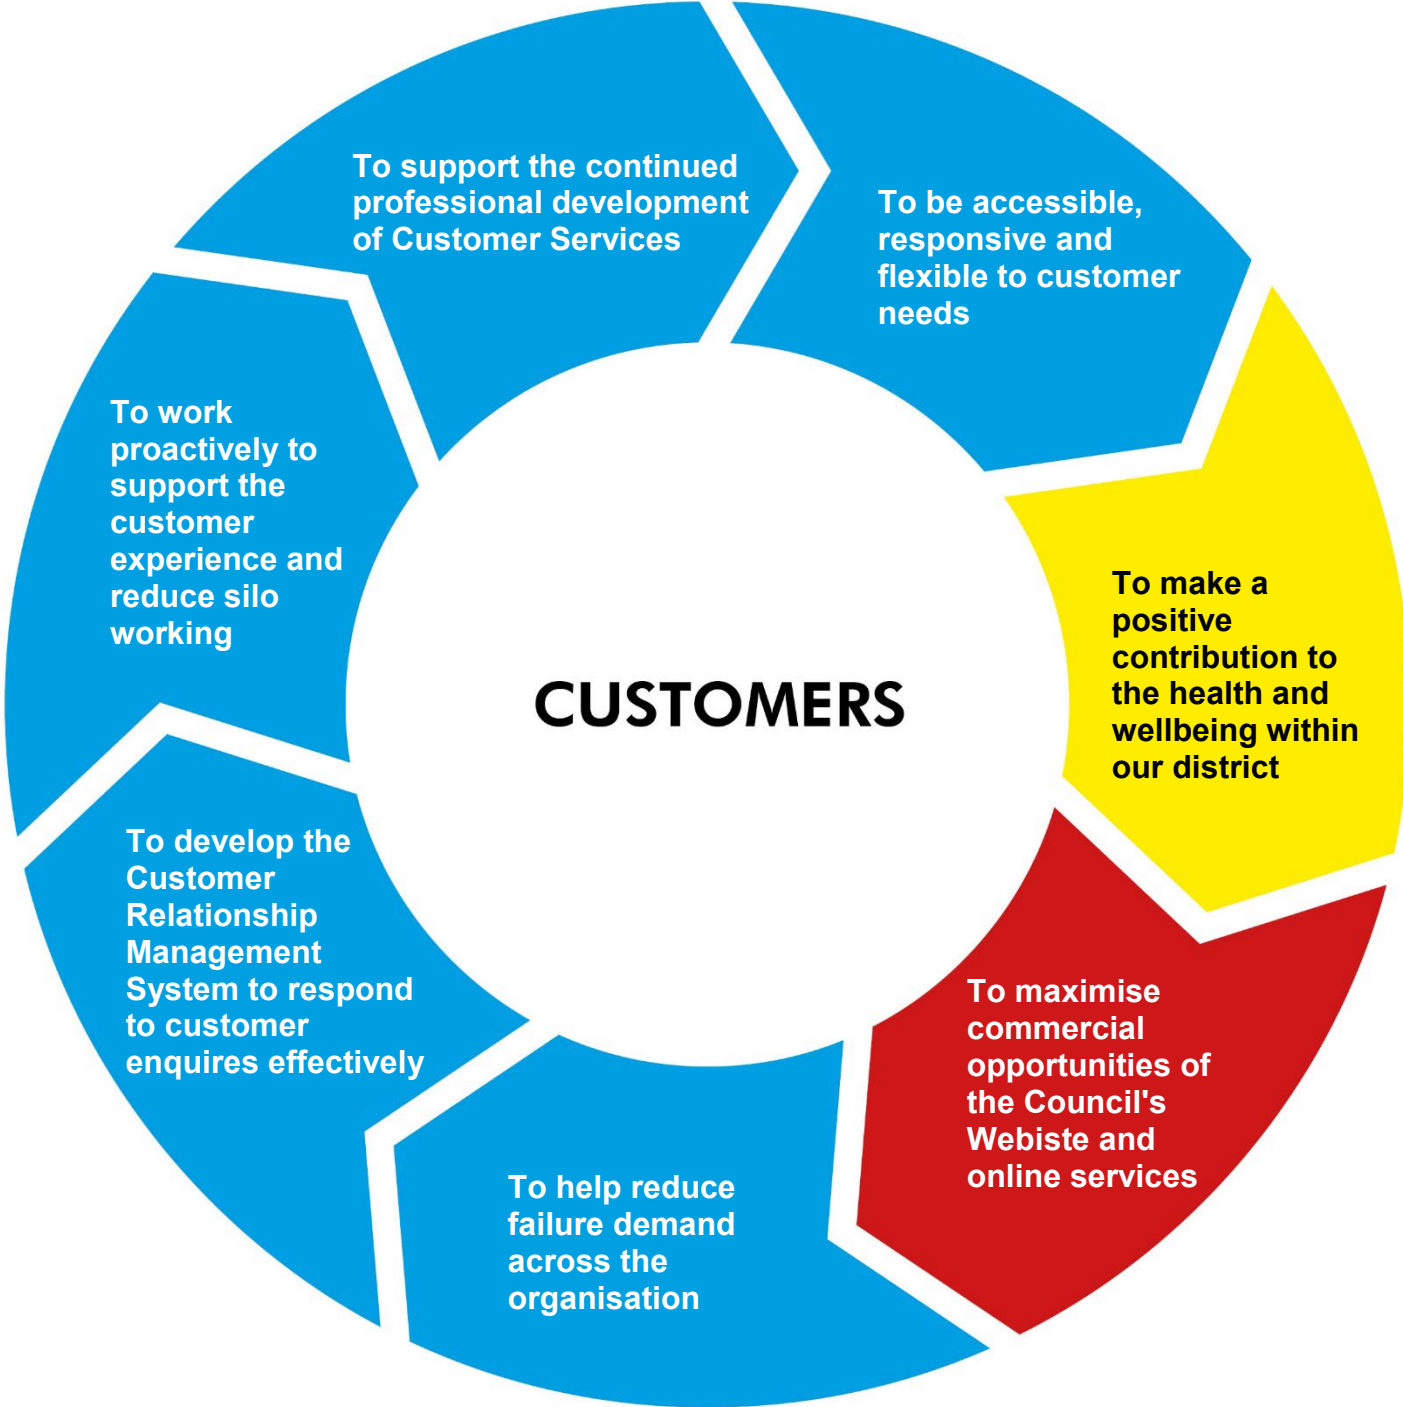 To support the continued
professional development
of Customer Services
To be accessible,
responsive and
flexible to customer
needs
To make a
positive
contribution to
the health and
wellbeing within
our district
To maximise
commercial
opportunities of
the Council's
Webiste and
online services
To help reduce
failure demand
across the
organisation
To develop the
Customer
Relationship
Management
System to respond
to customer
enquires effectively
To work
proactively to
support the
customer
experience and
reduce silo
working
CUSTOMERS